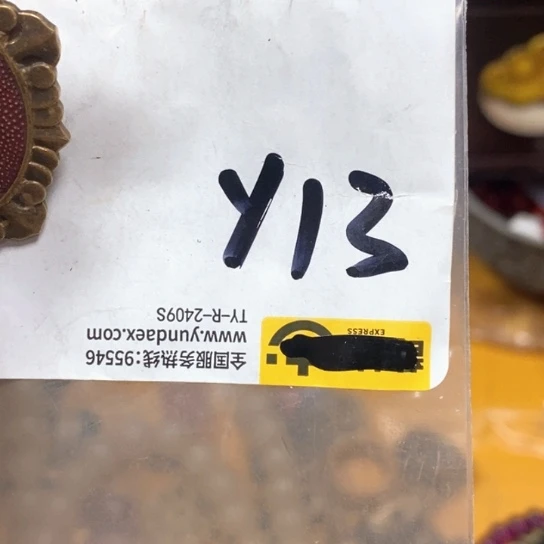 Y13
全国服务热线:95546
www.yundaex.com
TY-R-2409S
EXPRESS